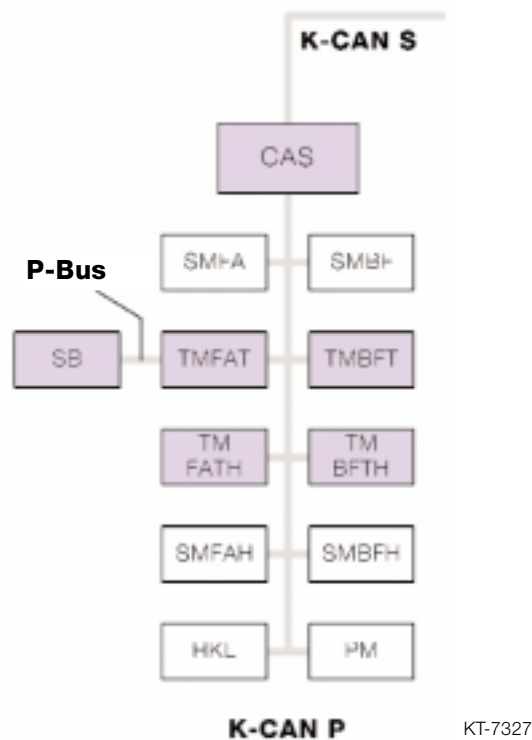 K-CAN S
CAS
SMFA
SMBF
P-Bus
SB
TMFAT
TMBFT
TM
FATH
TM
BFTH
SMFAH
SMBFH
HKL
PM
K-CAN P
KT-7327